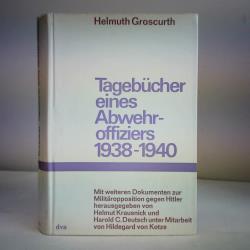 Helmuth Groscurth
Tagebücher
eines
Abwehr-
offiziers
1938-1940
Mit weiteren Dokumenten zur
Militäropposition gegen Hitler
herausgegeben von
Helmut Krausnick und
Harold C. Deutsch unter Mitarbeit
von Hildegard von Kotze
dva